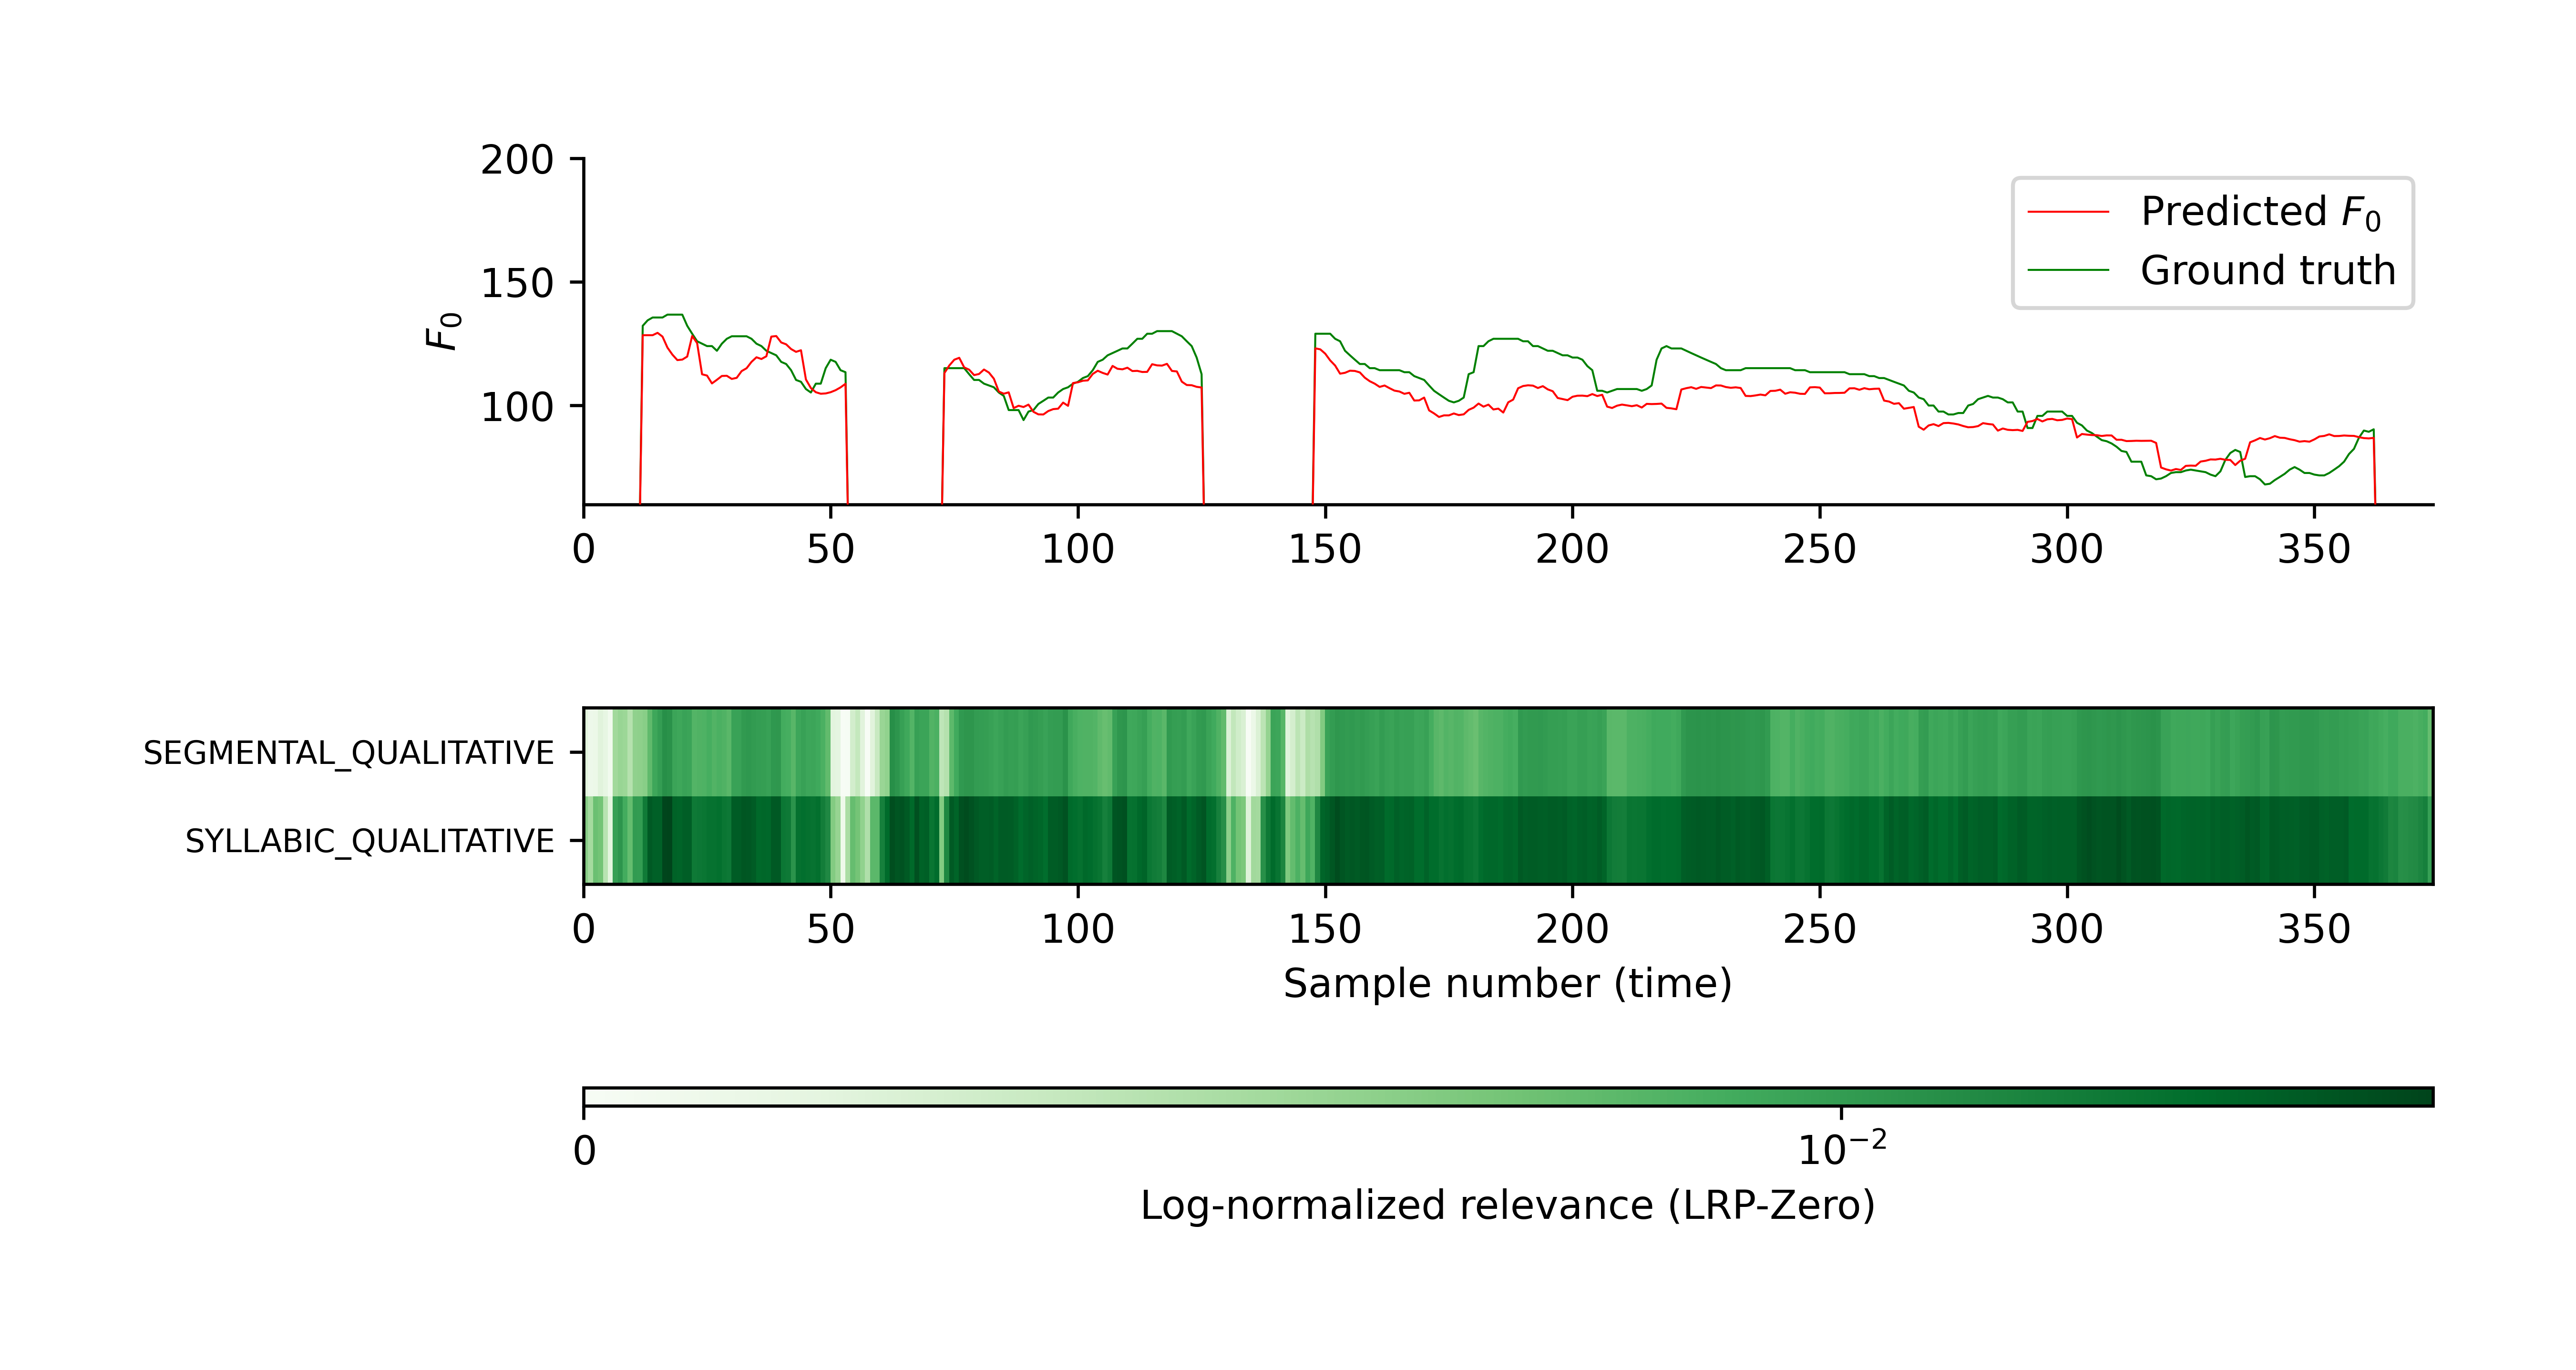 200
150
100
F0
Predicted F0
Ground truth
0 50 100 150 200 250 300 350
SEGMENTAL_QUALITATIVE
SYLLABIC_QUALITATIVE
0 50 100 150 200 250 300 350
Sample number (time)
0 10−2
Log-normalized relevance (LRP-Zero)